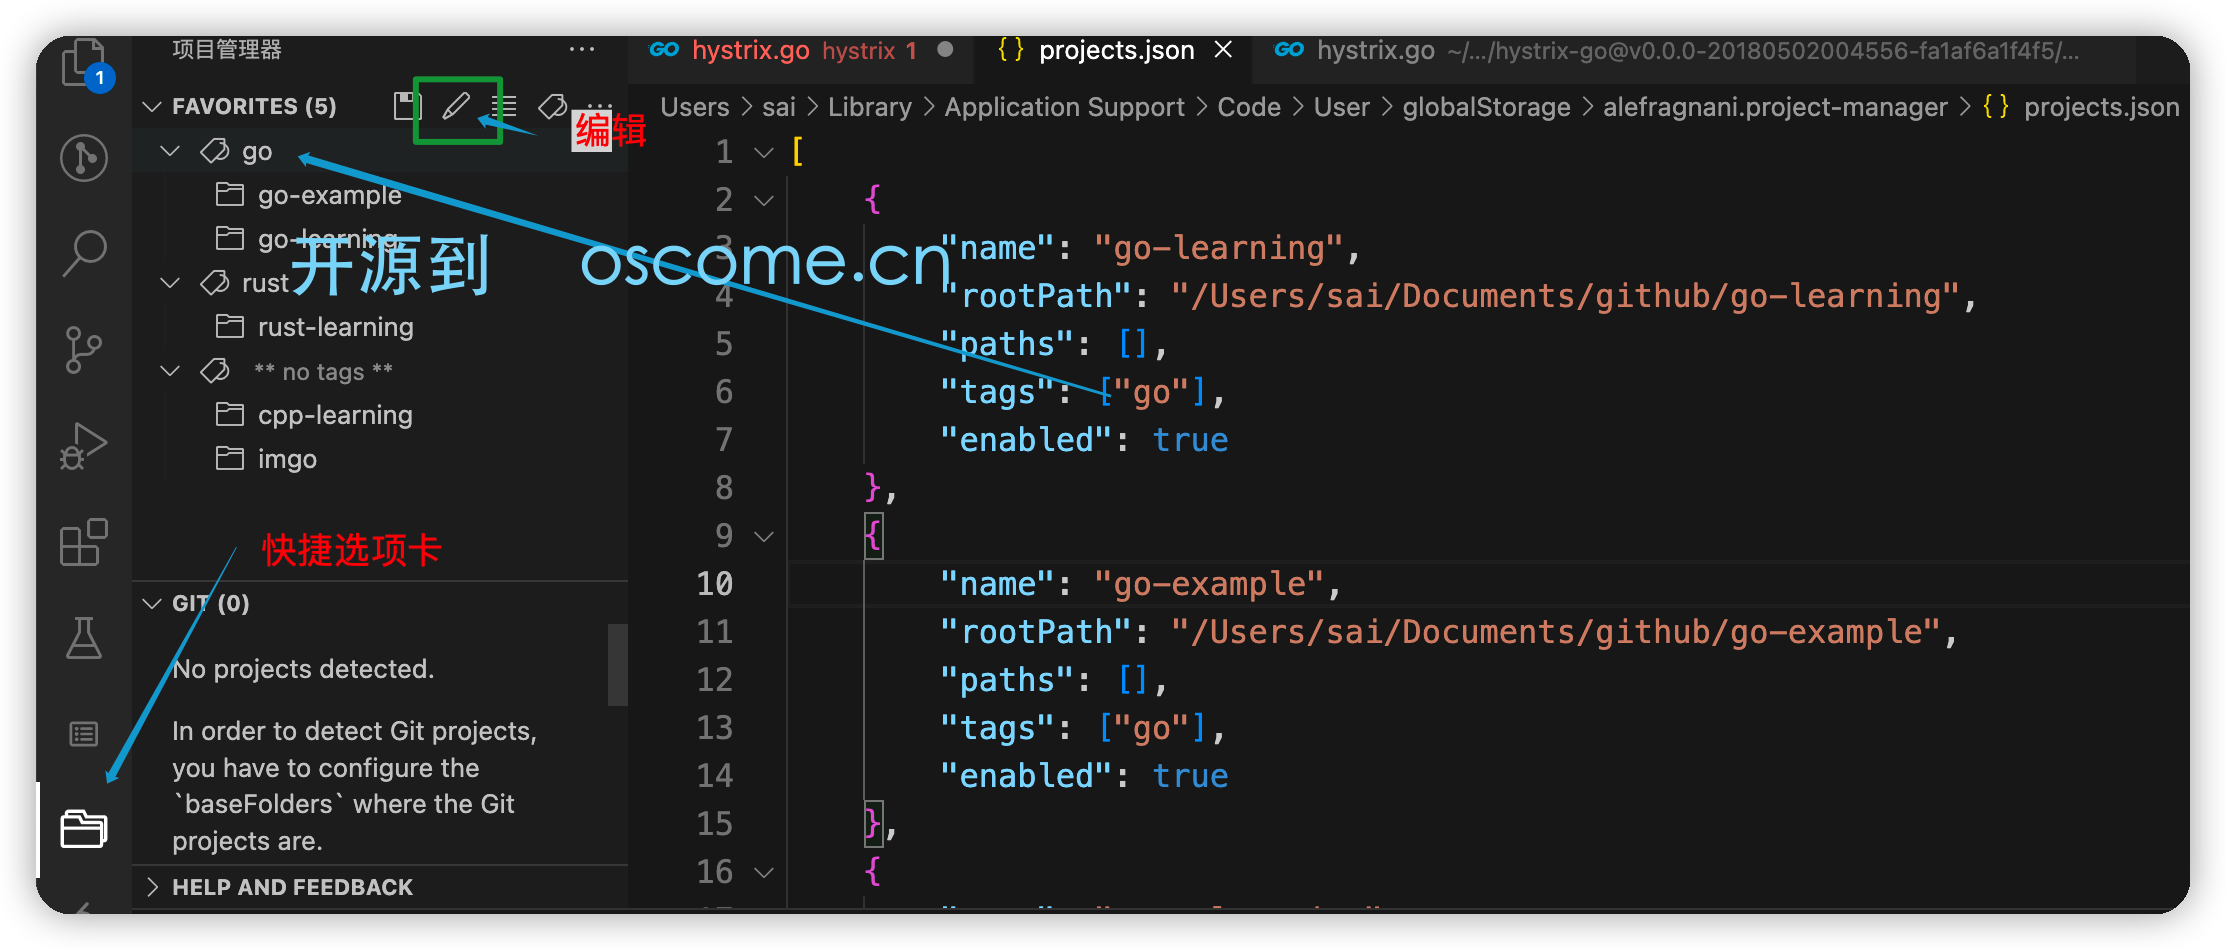 1
项目管理器
FAVORITES (5)
编辑
go
go-example
go-learning
开源到 oscome.cn
rust
rust-learning
** no tags **
cpp-learning
imgo
快捷选项卡
GIT (0)
No projects detected.
In order to detect Git projects,
you have to configure the
`baseFolders` where the Git
projects are.
HELP AND FEEDBACK
GO hystrix.go hystrix 1
{} projects.json
GO hystrix.go ~/.../hystrix-go@v0.0.0-20180502004556-fa1af6a1f4f5/...
Users > sai > Library > Application Support > Code > User > globalStorage > alefragnani.project-manager > {} projects.json
1 [
2 {
3 "name": "go-learning",
4 "rootPath": "/Users/sai/Documents/github/go-learning",
5 "paths": [],
6 "tags": ["go"],
7 "enabled": true
8 },
9 {
10 "name": "go-example",
11 "rootPath": "/Users/sai/Documents/github/go-example",
12 "paths": [],
13 "tags": ["go"],
14 "enabled": true
15 },
16 {